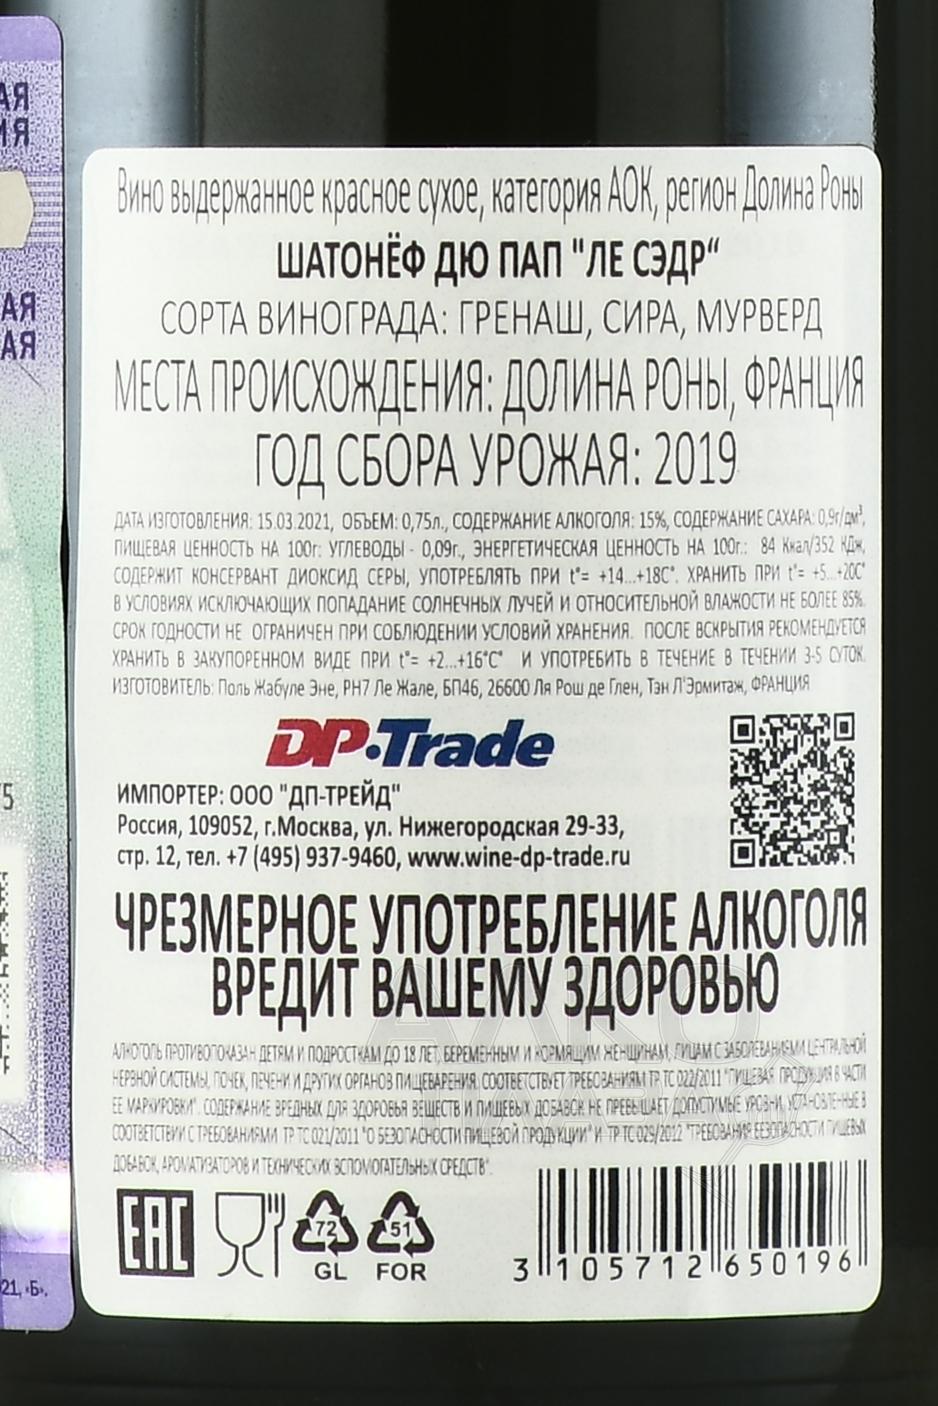 АЯ
ИЯ
АЯ
АЯ
Вино выдержанное красное сухое, категория АОК, регион Долина Роны
ШАТОНЁФ ДЮ ПАП "ЛЕ СЭДР“
СОРТА ВИНОГРАДА: ГРЕНАШ, СИРА, МУРВЕРД
МЕСТА ПРОИСХОЖДЕНИЯ: ДОЛИНА РОНЫ, ФРАНЦИЯ
ГОД СБОРА УРОЖАЯ: 2019
ДАТА ИЗГОТОВЛЕНИЯ: 15.03.2021, ОБЪЕМ: 0,75л., СОДЕРЖАНИЕ АЛКОГОЛЯ: 15%, СОДЕРЖАНИЕ САХАРА: 0,9г/дм³,
ПИЩЕВАЯ ЦЕННОСТЬ НА 100г: УГЛЕВОДЫ - 0,09г., ЭНЕРГЕТИЧЕСКАЯ ЦЕННОСТЬ НА 100г.: 84 Ккал/352 КДж,
СОДЕРЖИТ КОНСЕРВАНТ ДИОКСИД СЕРЫ, УПОТРЕБЛЯТЬ ПРИ t°= +14...+18С°. ХРАНИТЬ ПРИ t°= +5...+20С°
В УСЛОВИЯХ ИСКЛЮЧАЮЩИХ ПОПАДАНИЕ СОЛНЕЧНЫХ ЛУЧЕЙ И ОТНОСИТЕЛЬНОЙ ВЛАЖНОСТИ НЕ БОЛЕЕ 85%.
СРОК ГОДНОСТИ НЕ ОГРАНИЧЕН ПРИ СОБЛЮДЕНИИ УСЛОВИЙ ХРАНЕНИЯ. ПОСЛЕ ВСКРЫТИЯ РЕКОМЕНДУЕТСЯ
ХРАНИТЬ В ЗАКУПОРЕННОМ ВИДЕ ПРИ t°= +2...+16°С° И УПОТРЕБИТЬ В ТЕЧЕНИЕ В ТЕЧЕНИИ 3-5 СУТОК.
ИЗГОТОВИТЕЛЬ: Поль Жабуле Эне, РН7 Ле Жале, БП46, 26600 Ля Рош де Глен, Тэн Л'Эрмитаж, ФРАНЦИЯ
DP·Trade
ИМПОРТЕР: ООО "ДП-ТРЕЙД"
Россия, 109052, г.Москва, ул. Нижегородская 29-33,
стр. 12, тел. +7 (495) 937-9460, www.wine-dp-trade.ru
ЧРЕЗМЕРНОЕ УПОТРЕБЛЕНИЕ АЛКОГОЛЯ
ВРЕДИТ ВАШЕМУ ЗДОРОВЬЮ
АЛКОГОЛЬ ПРОТИВОПОКАЗАН ДЕТЯМ И ПОДРОСТКАМ ДО 18 ЛЕТ, БЕРЕМЕННЫМ И КОРМЯЩИМ ЖЕНЩИНАМ, ЛИЦАМ С ЗАБОЛЕВАНИЯМИ ЦЕНТРАЛЬНОЙ
НЕРВНОЙ СИСТЕМЫ, ПОЧЕК, ПЕЧЕНИ И ДРУГИХ ОРГАНОВ ПИЩЕВАРЕНИЯ. СООТВЕТСТВУЕТ ТРЕБОВАНИЯМ ТР ТС 022/2011 "ПИЩЕВАЯ ПРОДУКЦИЯ В ЧАСТИ
ЕЕ МАРКИРОВКИ". СОДЕРЖАНИЕ ВРЕДНЫХ ДЛЯ ЗДОРОВЬЯ ВЕЩЕСТВ И ПИЩЕВЫХ ДОБАВОК НЕ ПРЕВЫШАЕТ ДОПУСТИМЫЕ УРОВНИ, УСТАНОВЛЕННЫЕ В
СООТВЕТСТВИИ С ТРЕБОВАНИЯМИ ТР ТС 021/2011 "О БЕЗОПАСНОСТИ ПИЩЕВОЙ ПРОДУКЦИИ" И ТР ТС 029/2012 "ТРЕБОВАНИЯ БЕЗОПАСНОСТИ ПИЩЕВЫХ
ДОБАВОК, АРОМАТИЗАТОРОВ И ТЕХНИЧЕСКИХ ВСПОМОГАТЕЛЬНЫХ СРЕДСТВ".
EAC
72
GL
51
FOR
3 105712 650196
21, «Б».